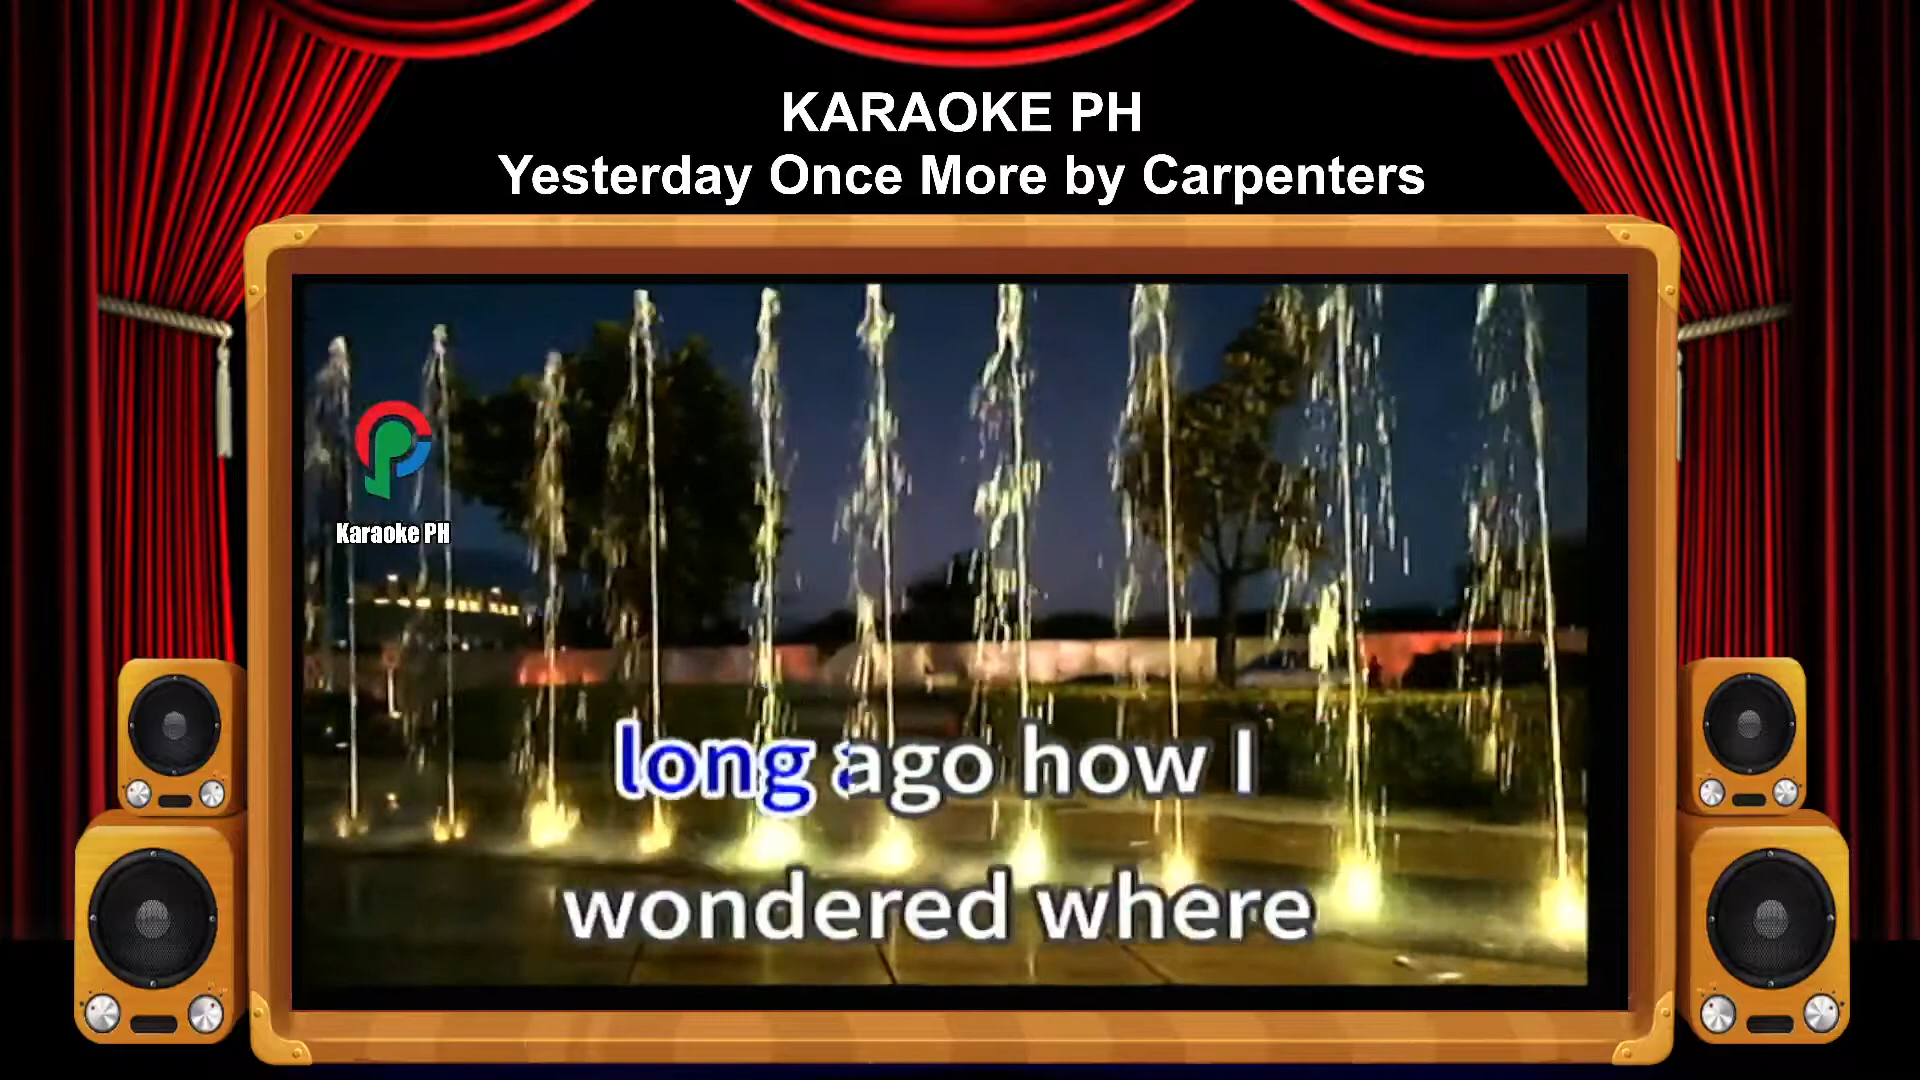 KARAOKE PH
Yesterday Once More by Carpenters
Karaoke PH
long ago how I
wondered where